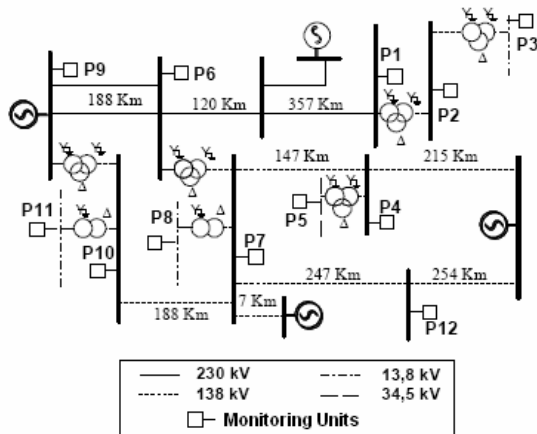 P1
P3
P9
P6
188 Km
120 Km
357 Km
Δ
P2
Δ
Δ
Δ
147 Km
215 Km
P11
Δ
P8
Δ
P5
Δ
P4
P10
P7
247 Km
254 Km
188 Km
7 Km
P12
230 kV
13,8 kV
138 kV
34,5 kV
Monitoring Units